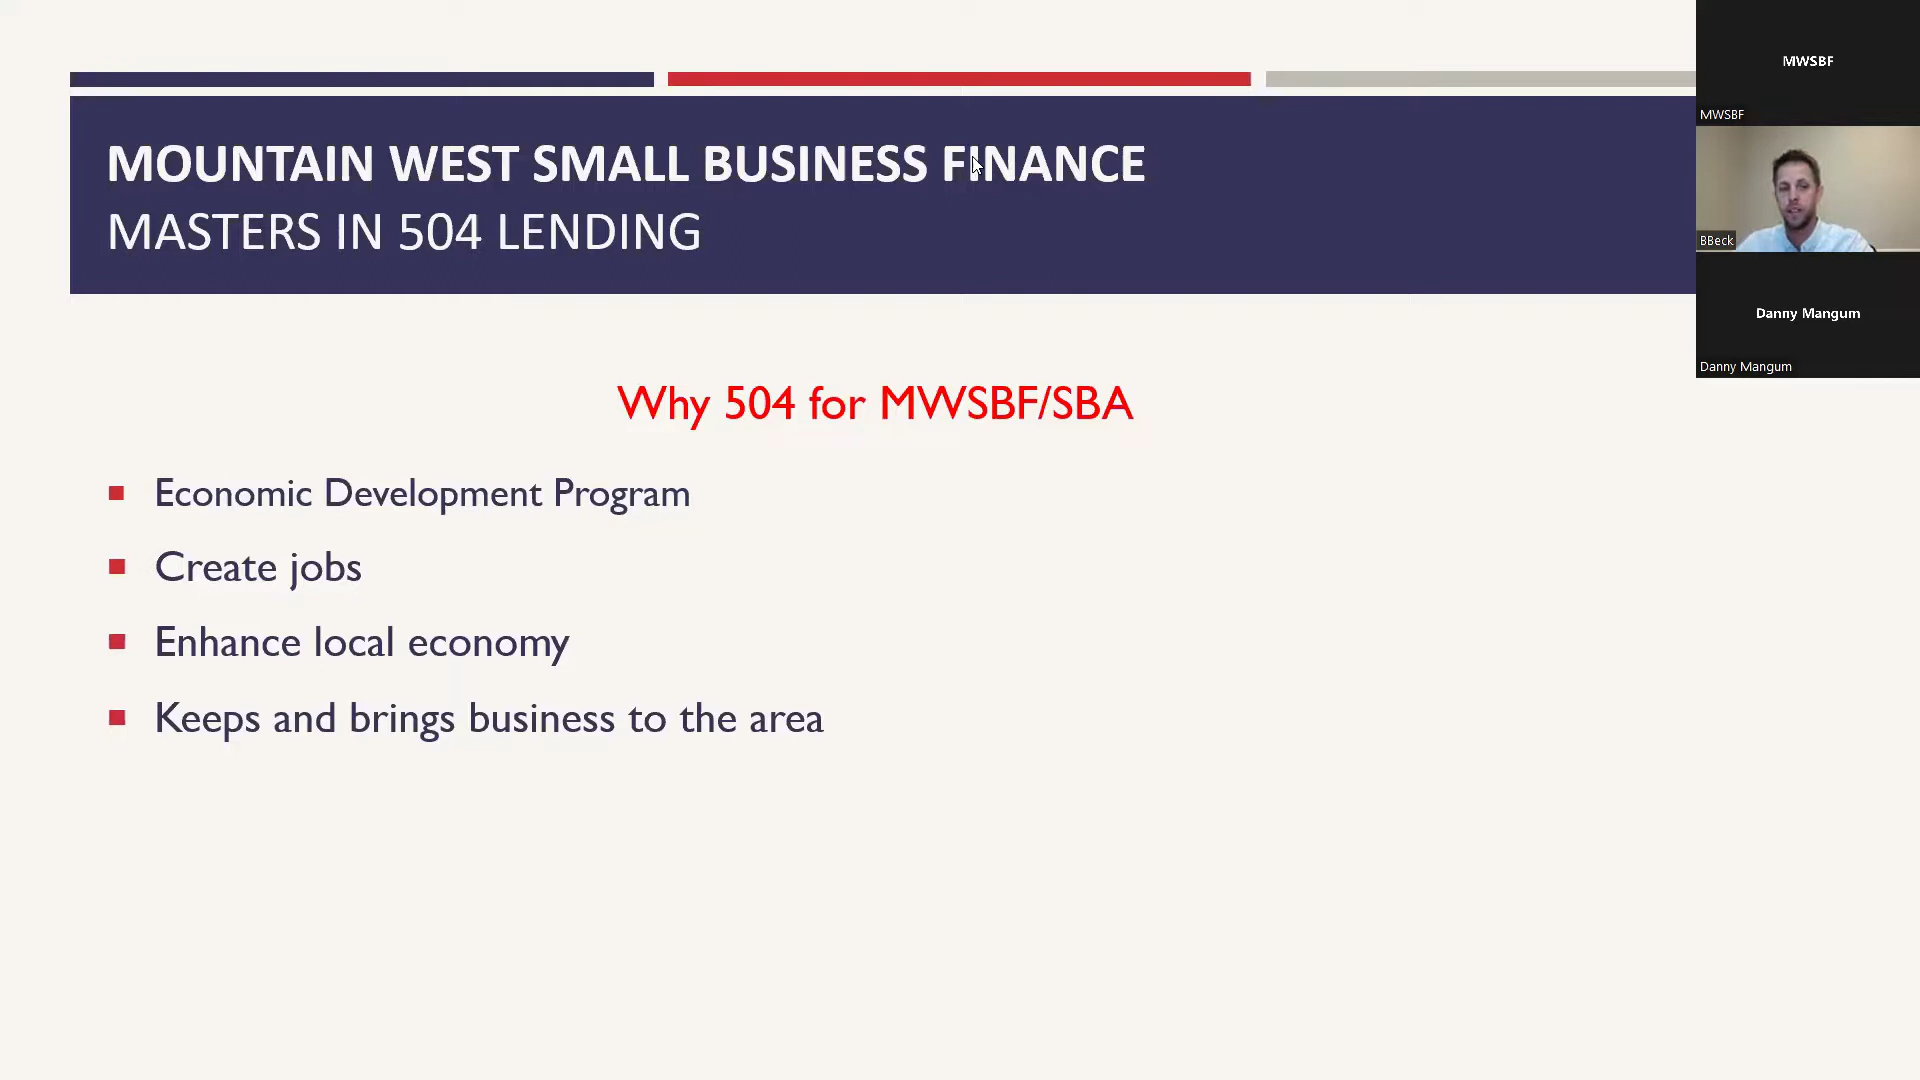 MOUNTAIN WEST SMALL BUSINESS FINANCE
MASTERS IN 504 LENDING
Why 504 for MWSBF/SBA
Economic Development Program
Create jobs
Enhance local economy
Keeps and brings business to the area
MWSBF
MWSBF
BBeck
Danny Mangum
Danny Mangum